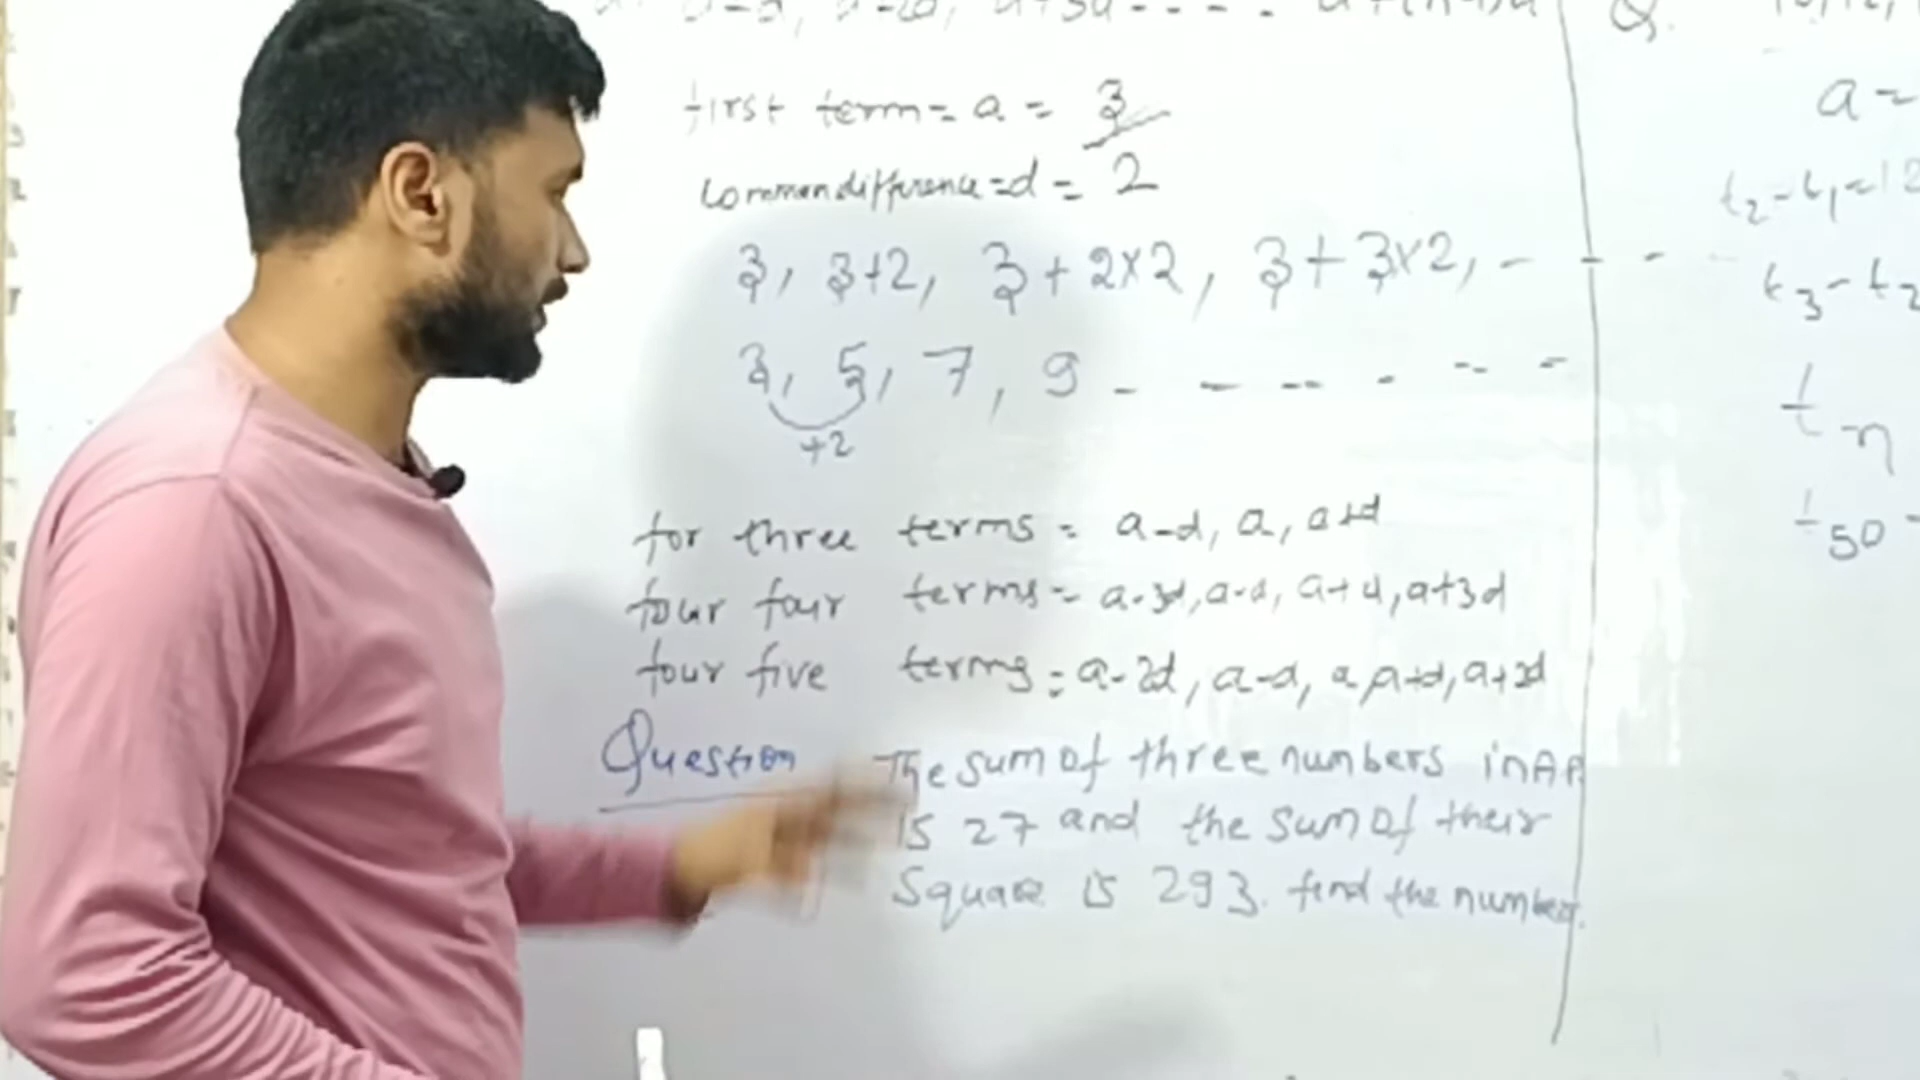 first term = a = 3
common difference = d = 2
3, 3+2, 3+2×2, 3+3×2, - - -
3, 5, 7, 9 - - - - - -
+2
for three terms = a-d, a, a+d
four four terms = a-3d, a-d, a+d, a+3d
four five terms = a-2d, a-d, a, a+d, a+2d
Question The sum of three numbers in AP
is 27 and the sum of their
Square is 293. find the number.
Q.
a =
t2-t1=12
t3-t2
tn
t50